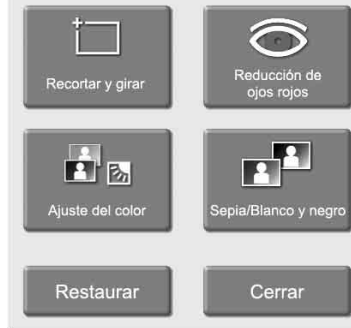 Recortar y girar
Reducción de
ojos rojos
Ajuste del color
Sepia/Blanco y negro
Restaurar
Cerrar